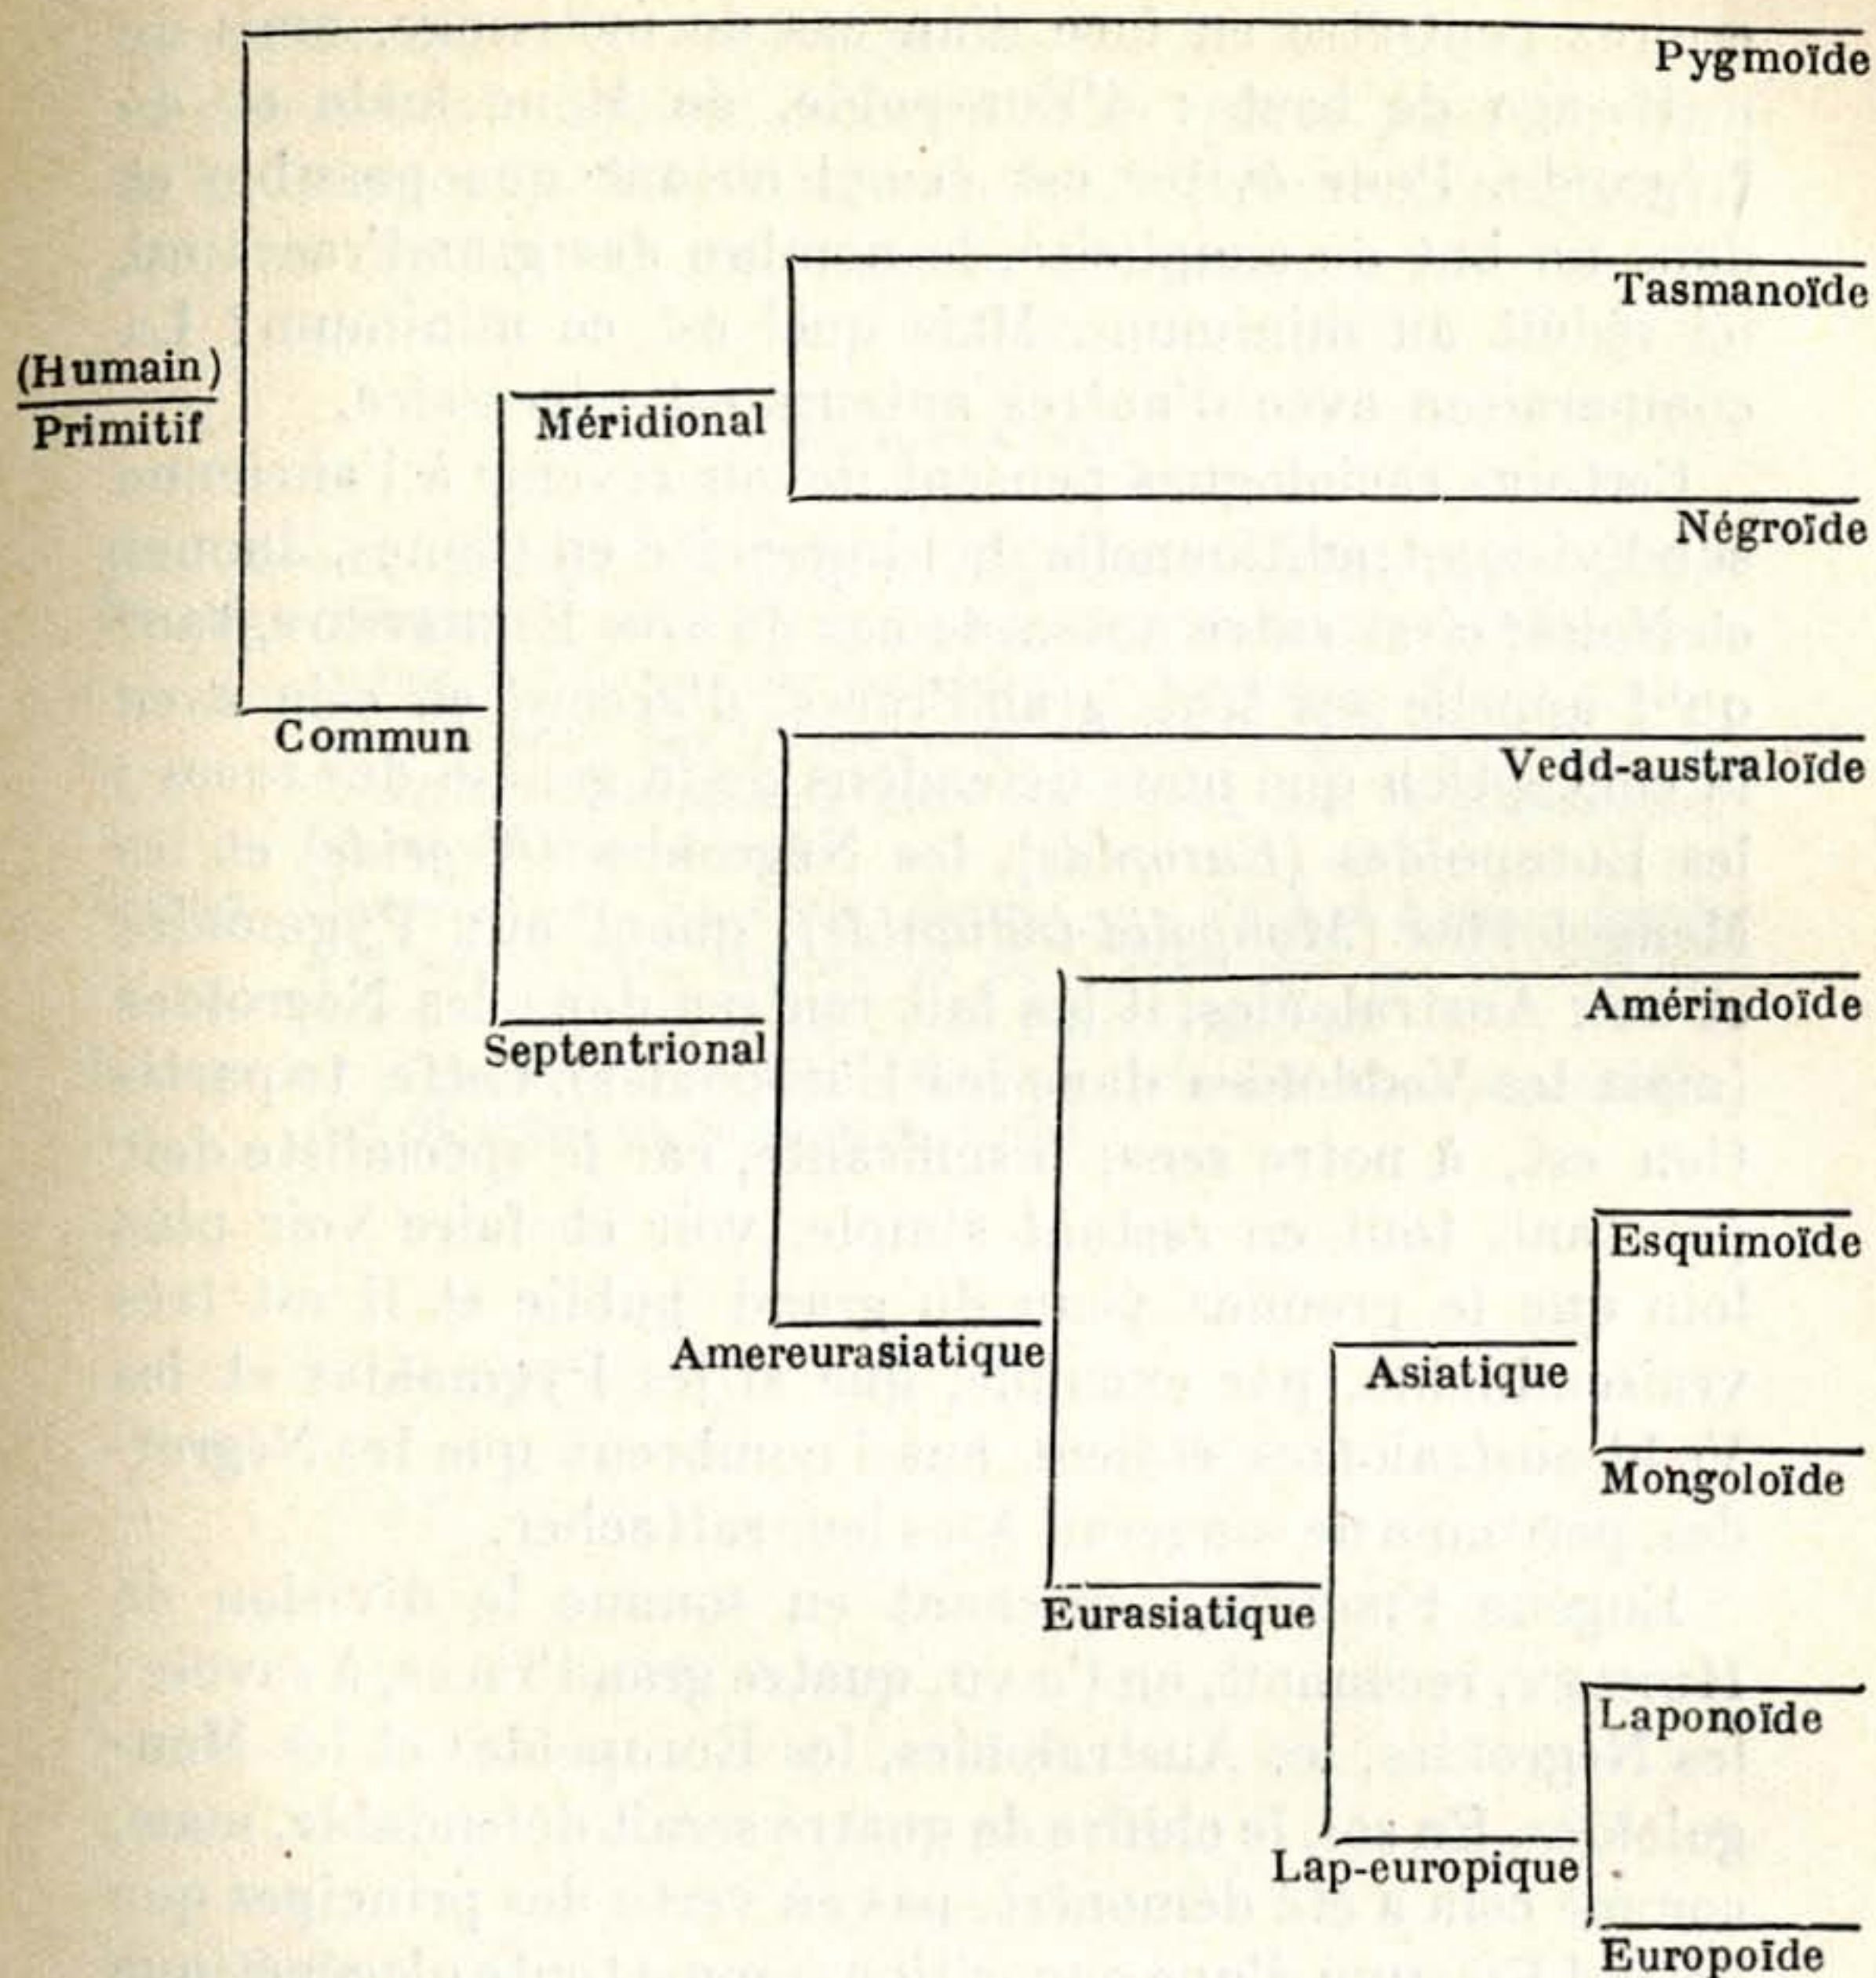 Pygmoïde
Tasmanoïde
(Humain)
Primitif
Méridional
Négroïde
Commun
Vedd-australoïde
Amérindoïde
Septentrional
Esquimoïde
Amereurasiatique
Asiatique
Mongoloïde
Eurasiatique
Laponoïde
Lap-europique
Europoïde